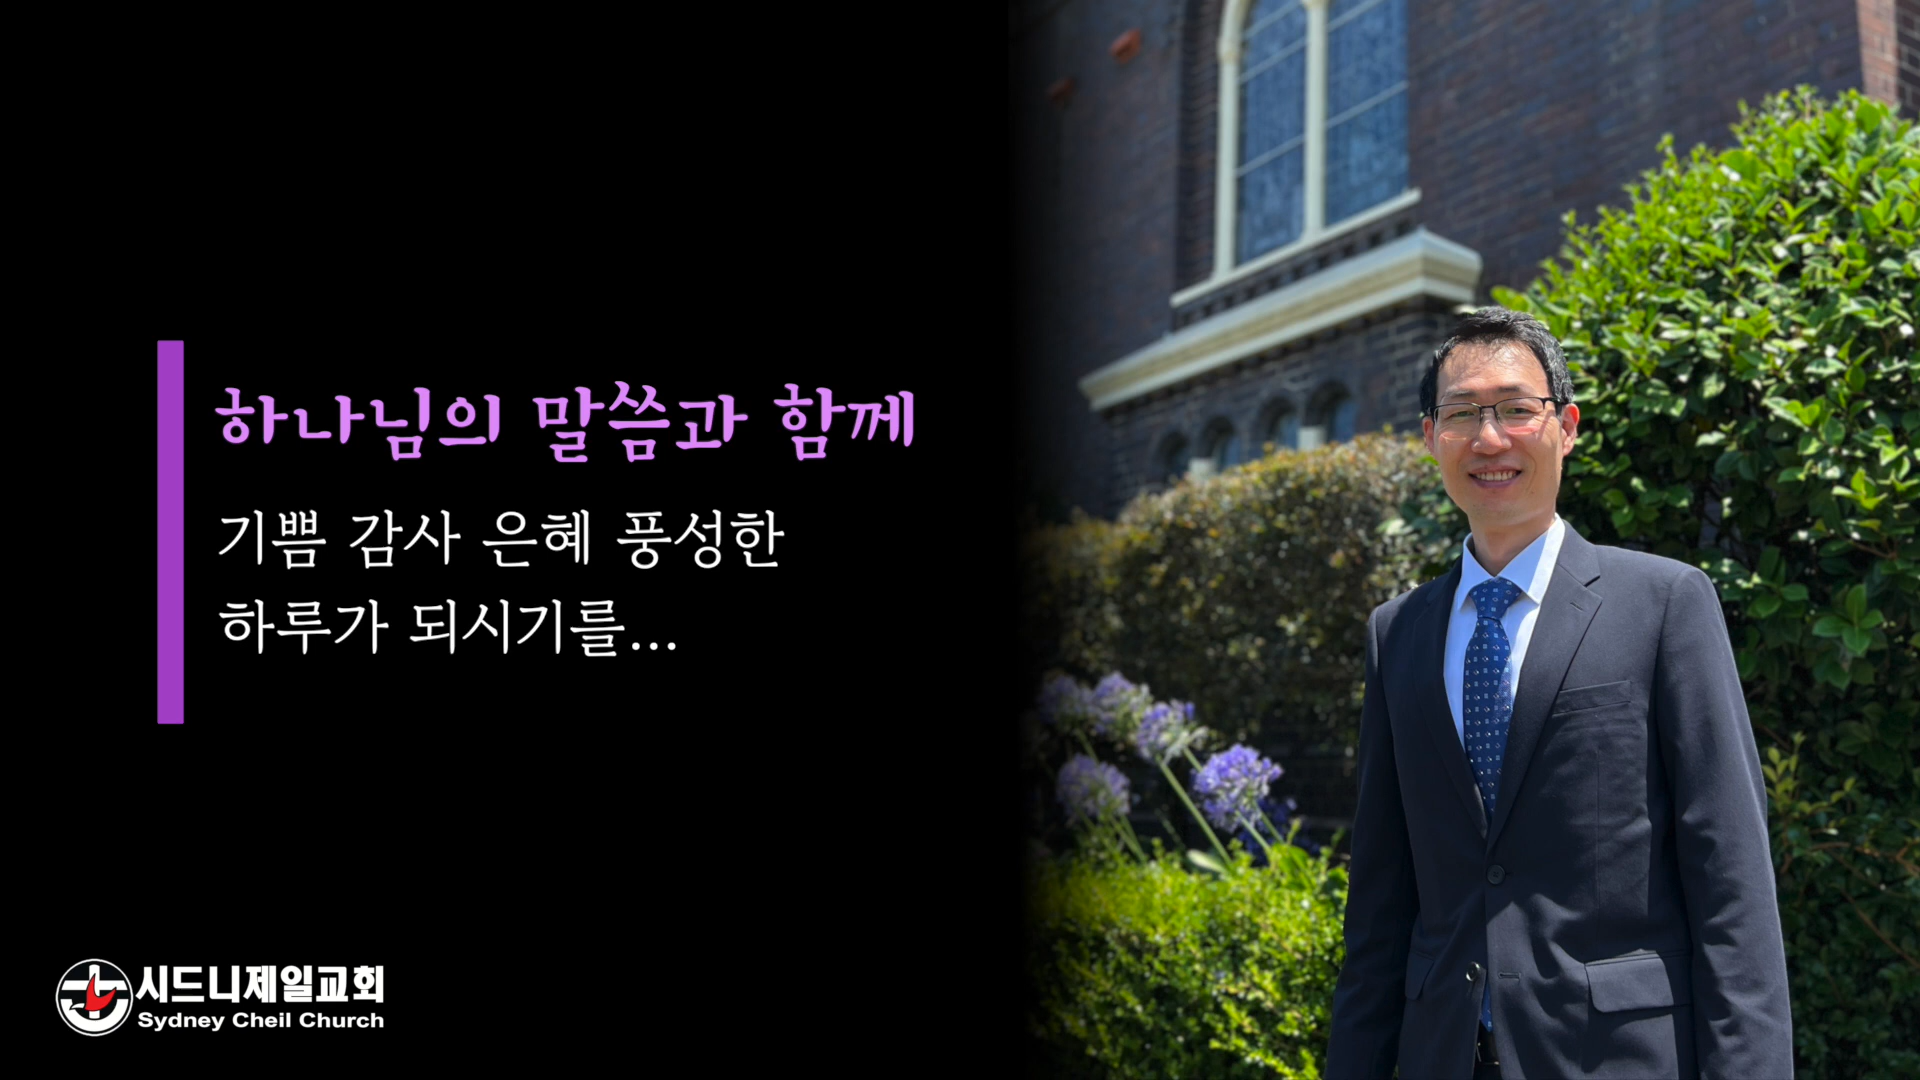 하나님의 말씀과 함께
기쁨 감사 은혜 풍성한
하루가 되시기를...
시드니제일교회
Sydney Cheil Church